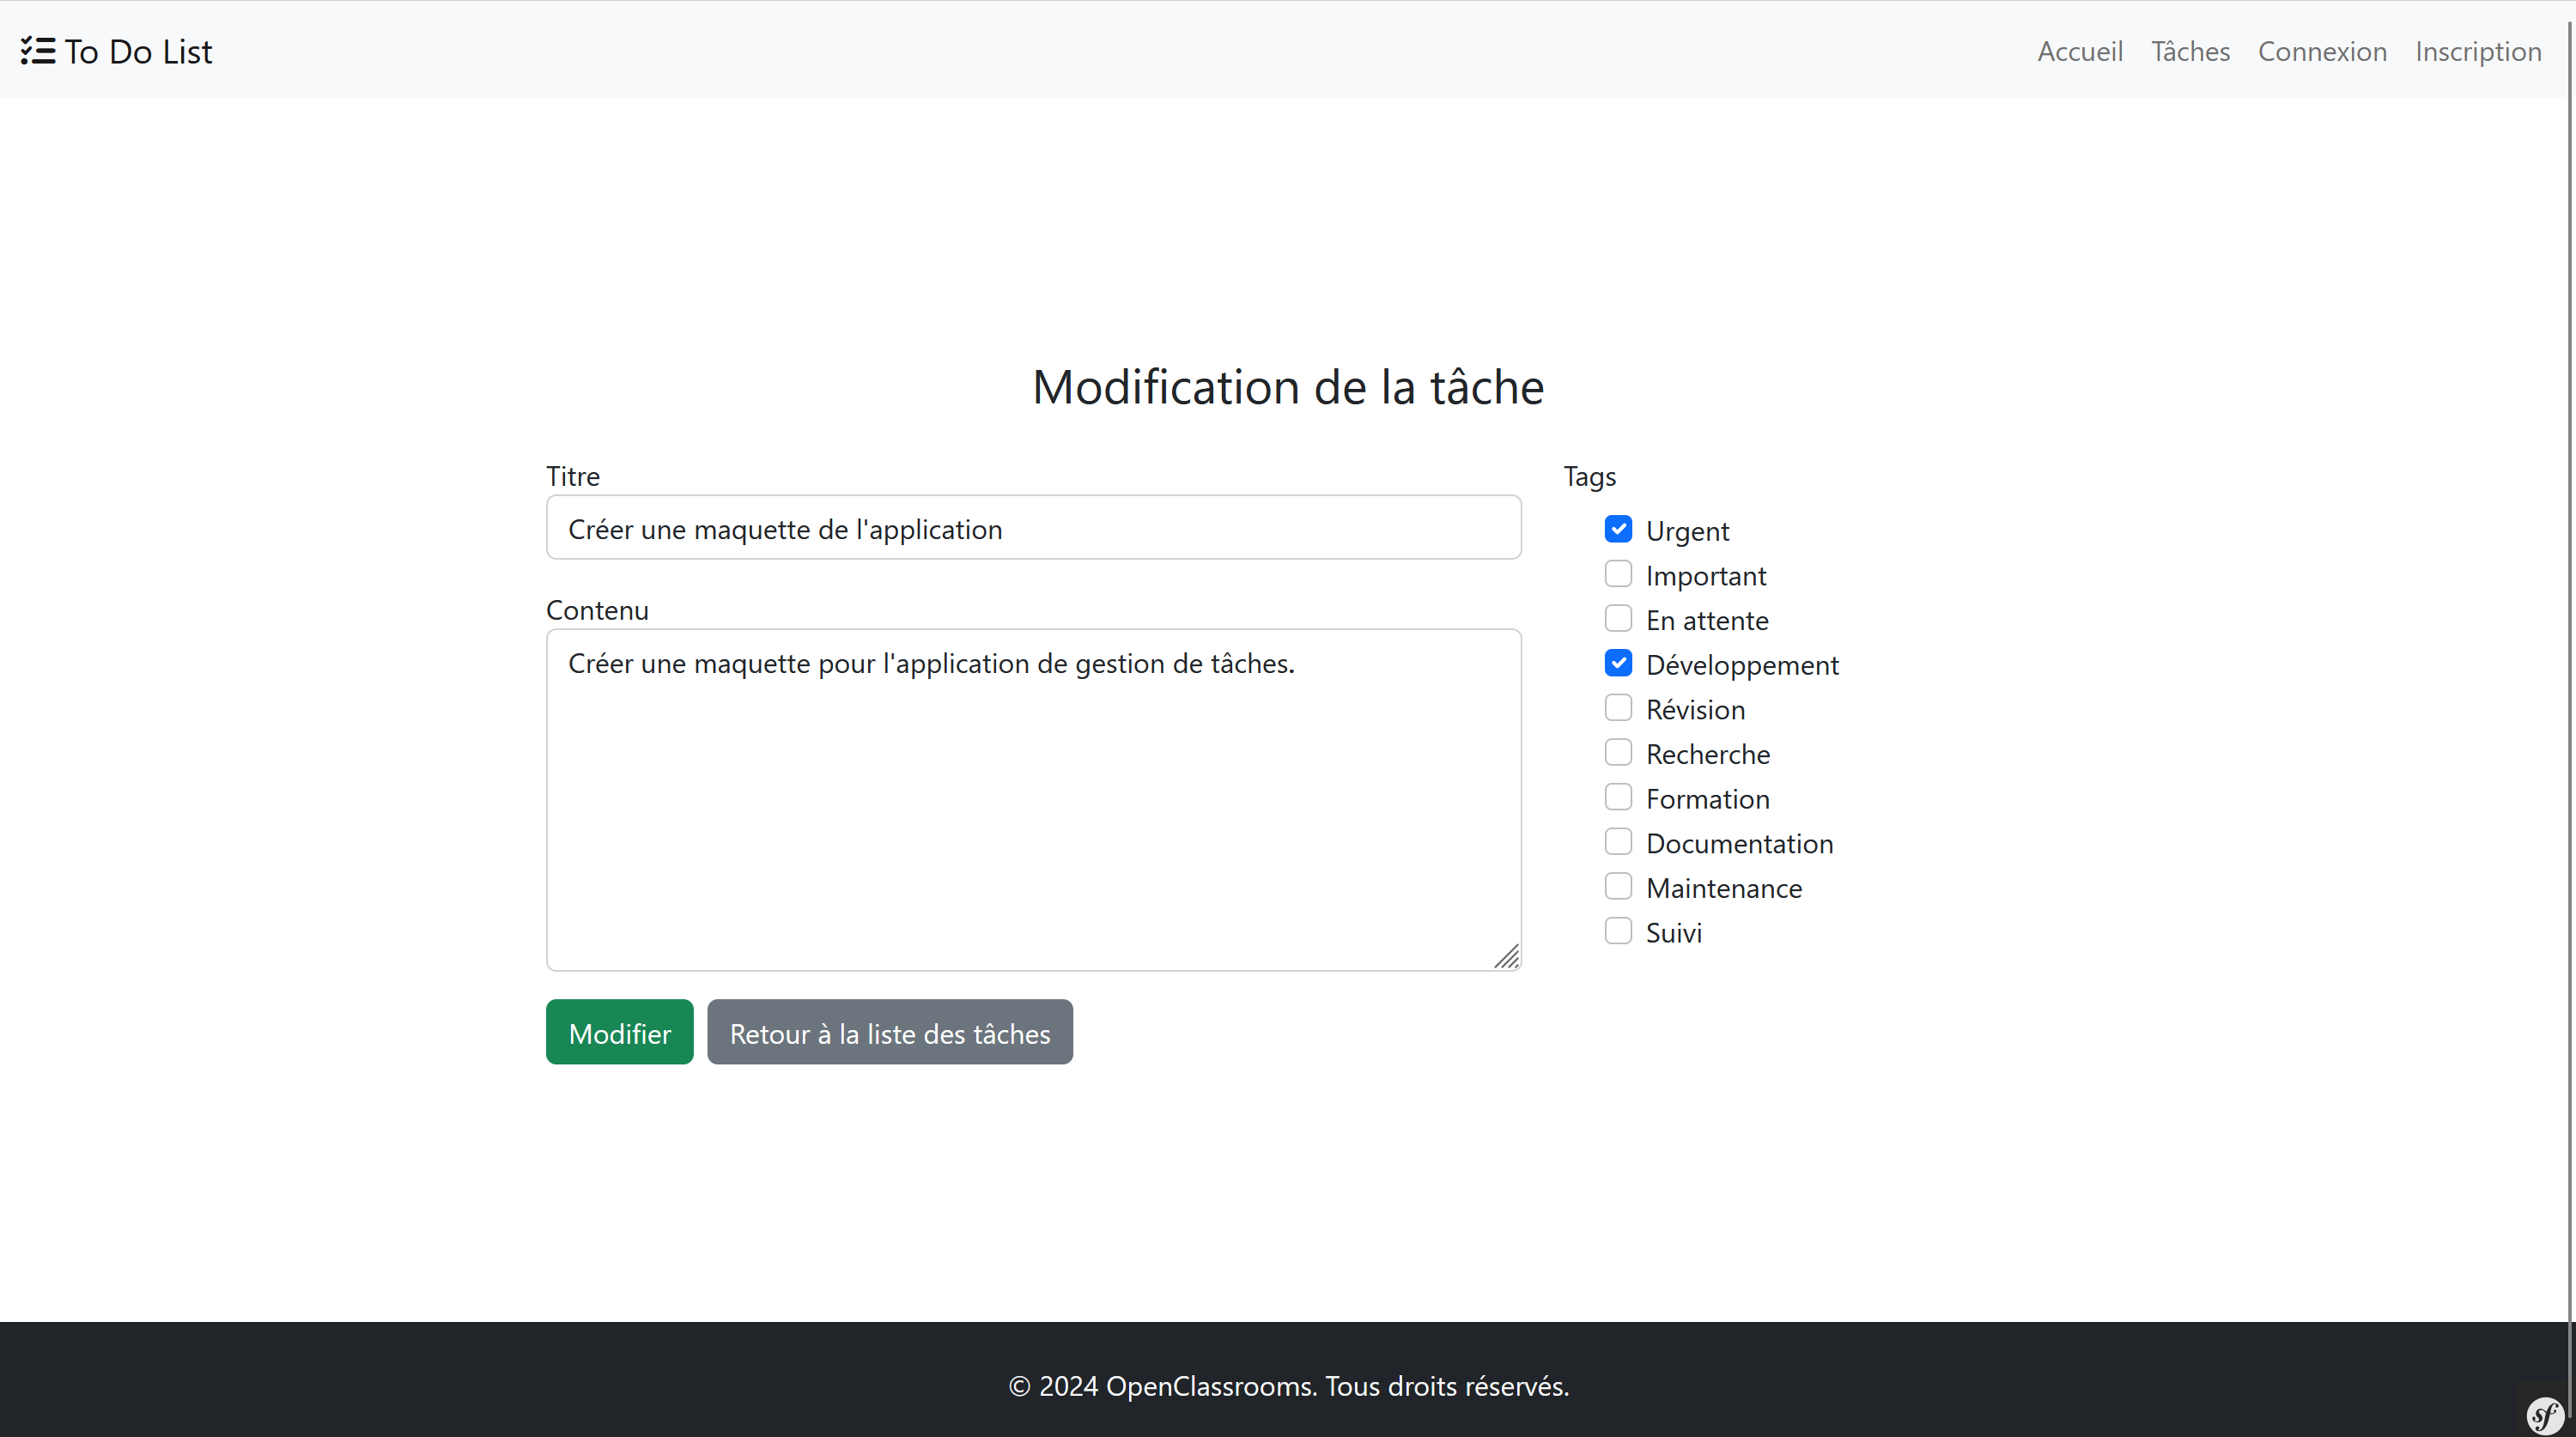 To Do List
Accueil Tâches Connexion Inscription
Modification de la tâche
Titre
Créer une maquette de l'application
Contenu
Créer une maquette pour l'application de gestion de tâches.
Tags
Urgent
Important
En attente
Développement
Révision
Recherche
Formation
Documentation
Maintenance
Suivi
Modifier
Retour à la liste des tâches
© 2024 OpenClassrooms. Tous droits réservés.
sf